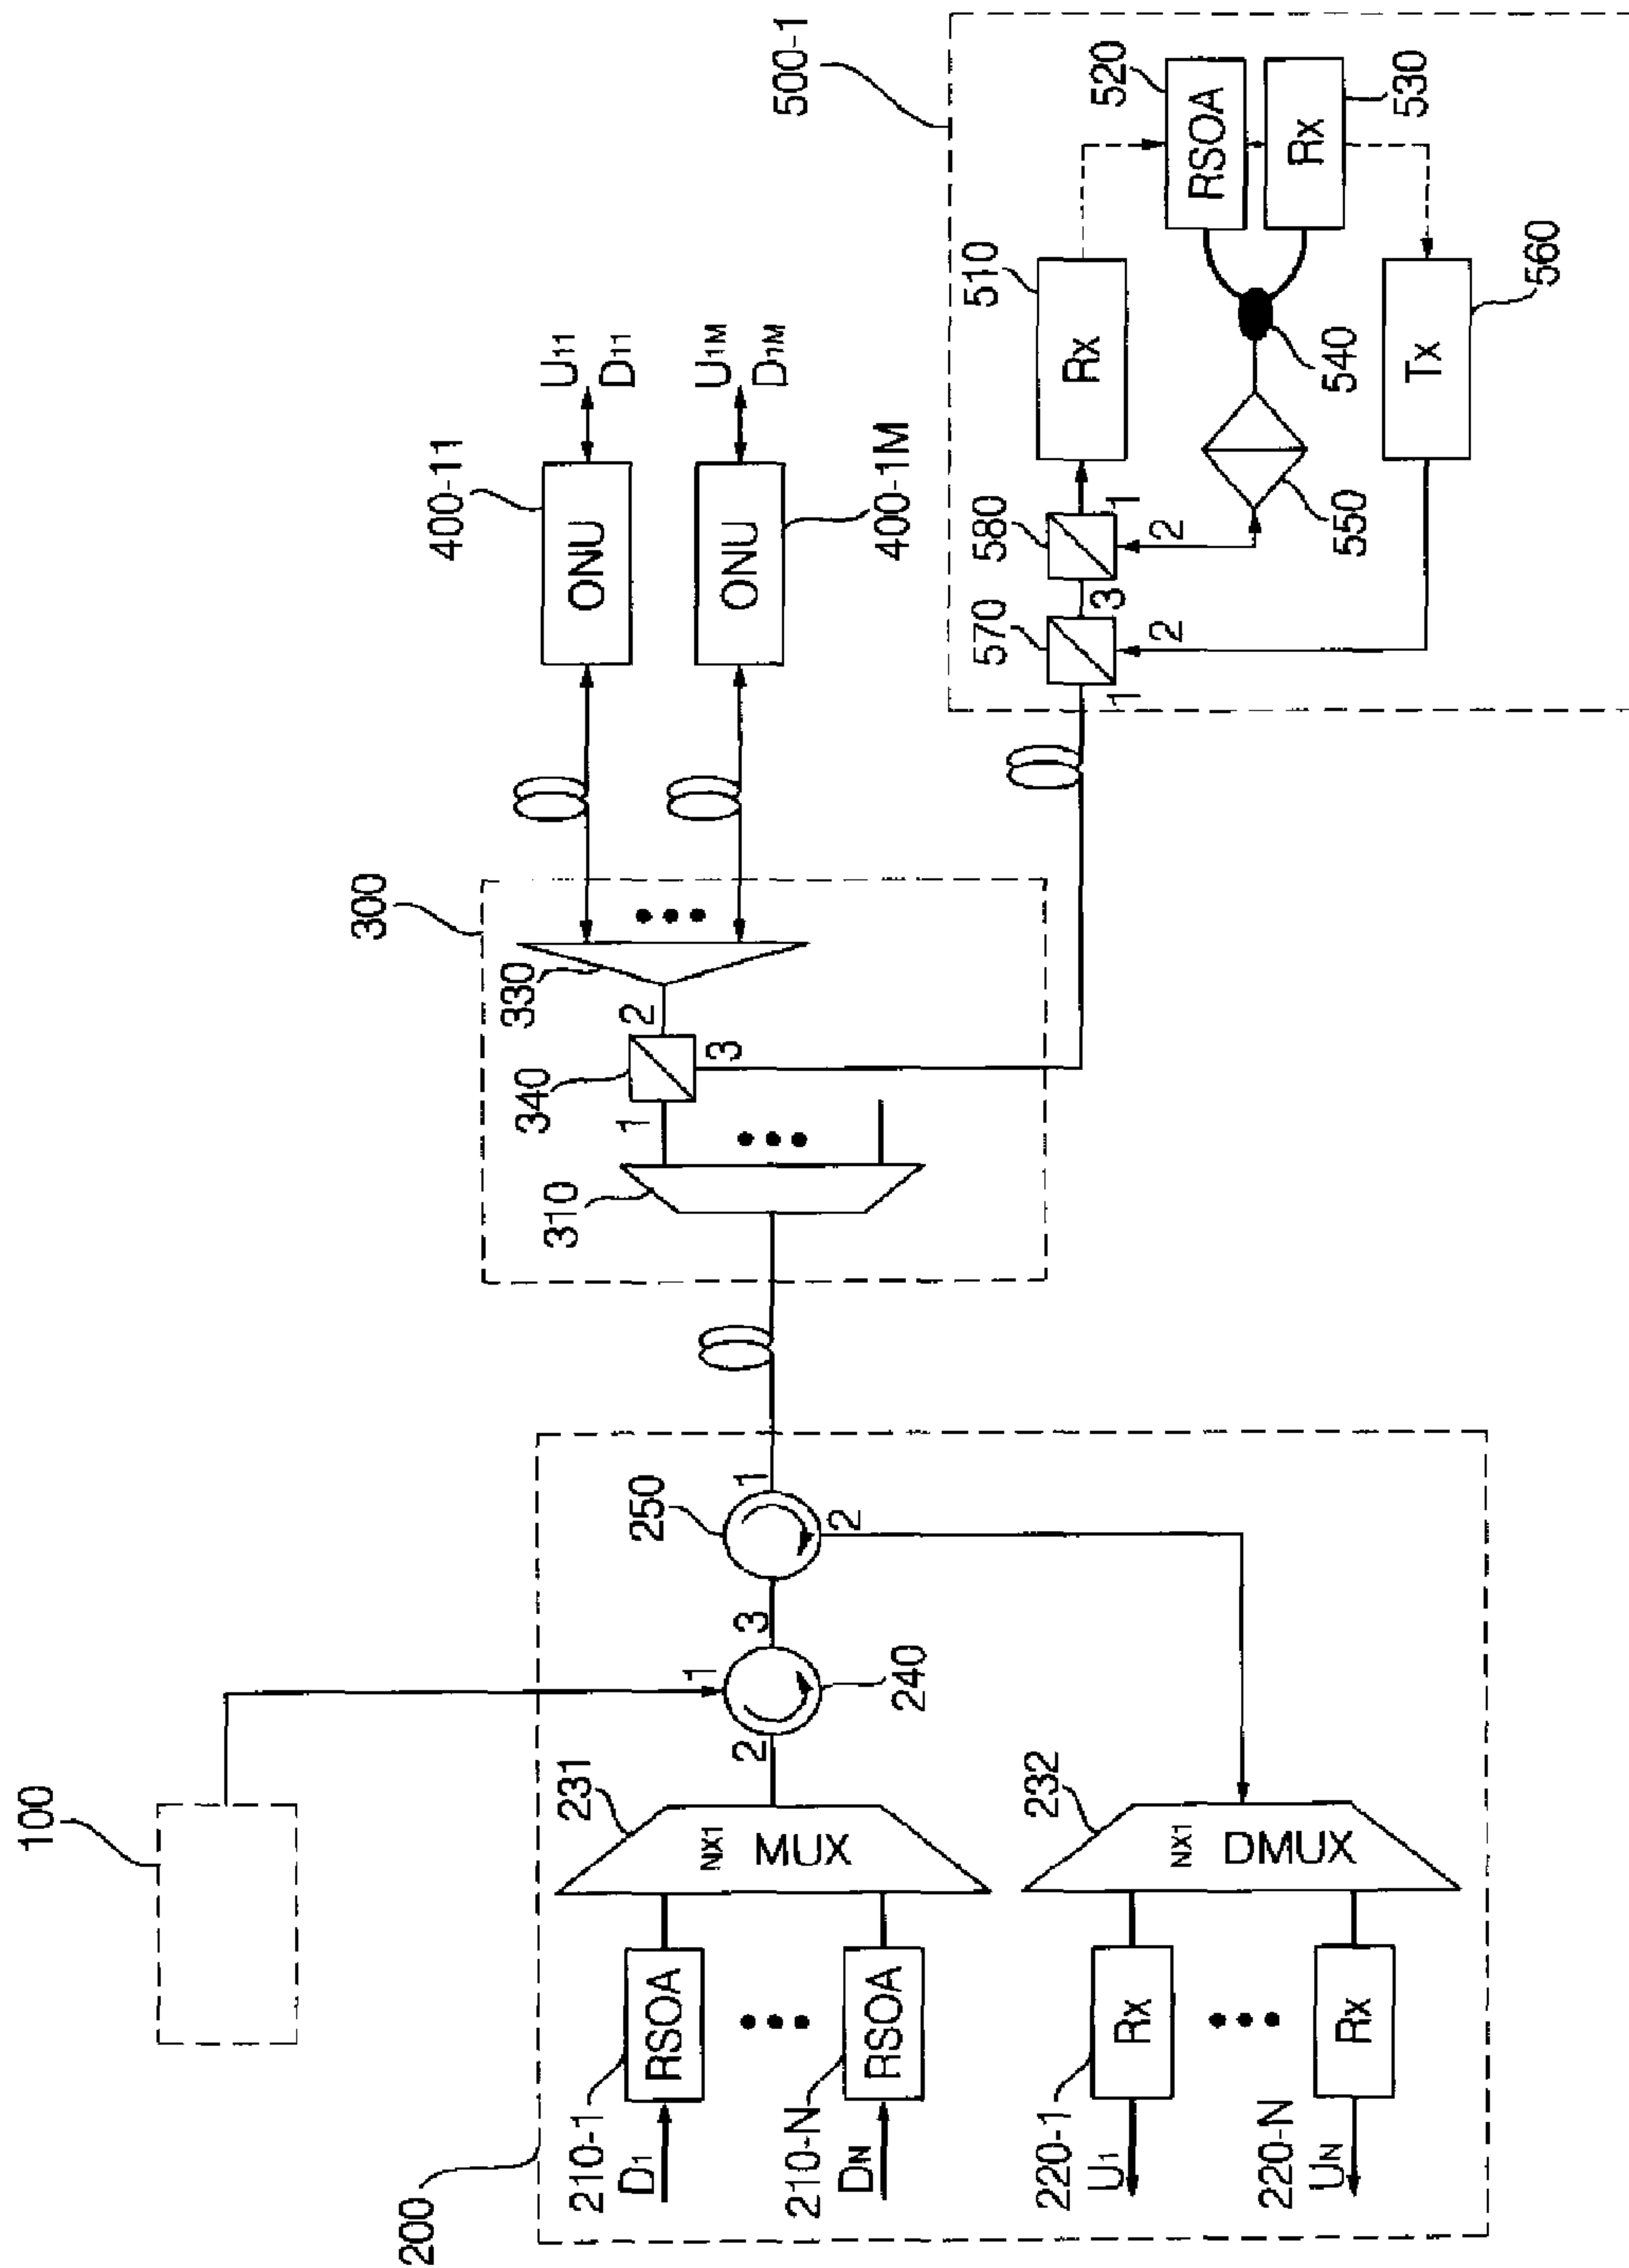 100
200
210-1
D1
RSOA
210-N
DN
RSOA
231
NX1
MUX
2
1
3
240
250
1
2
220-1
U1
Rx
220-N
UN
Rx
232
NX1
DMUX
300
310
340
1
2
3
330
400-11
ONU
U11
D11
400-1M
ONU
U1M
D1M
500-1
570
1
2
3
580
1
2
510
Rx
520
RSOA
530
Rx
540
550
560
Tx